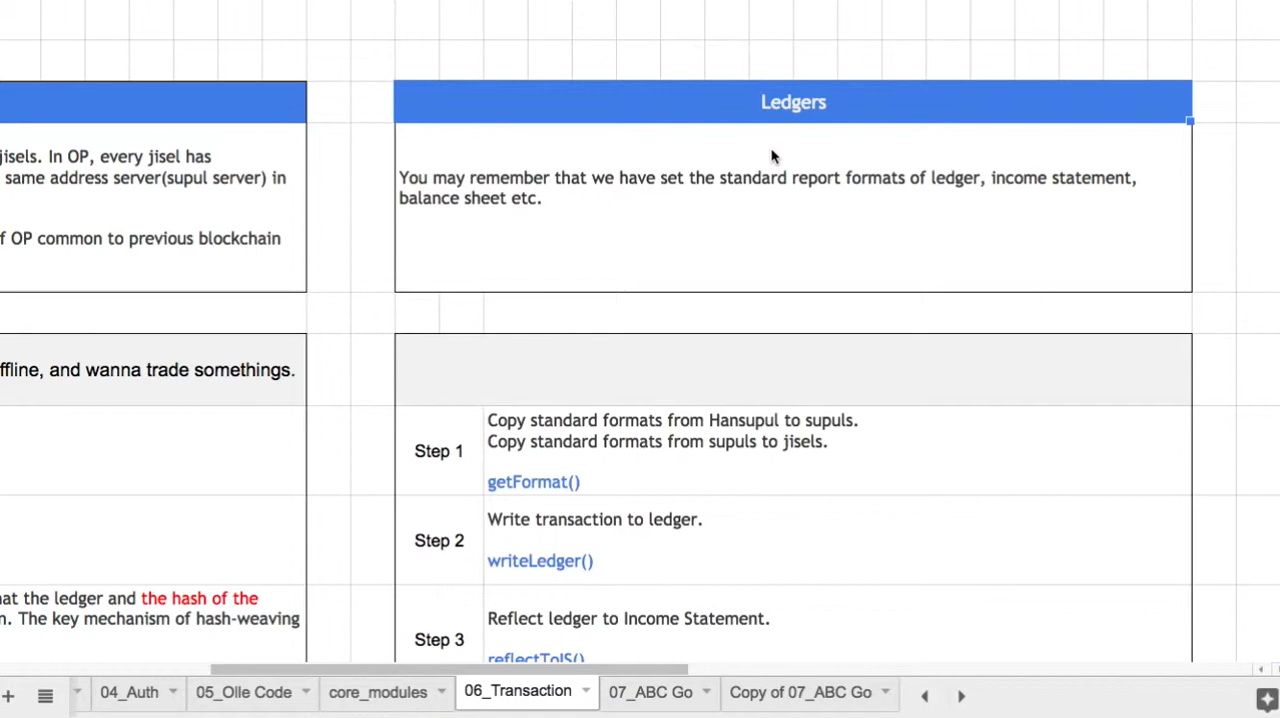 Ledgers
jisels. In OP, every jisel has
same address server(supul server) in
f OP common to previous blockchain
You may remember that we have set the standard report formats of ledger, income statement,
balance sheet etc.
ffline, and wanna trade somethings.
Step 1
Copy standard formats from Hansupul to supuls.
Copy standard formats from supuls to jisels.
getFormat()
Step 2
Write transaction to ledger.
writeLedger()
at the ledger and the hash of the
n. The key mechanism of hash-weaving
Step 3
Reflect ledger to Income Statement.
reflectToIS()
04_Auth
05_Olle Code
core_modules
06_Transaction
07_ABC Go
Copy of 07_ABC Go